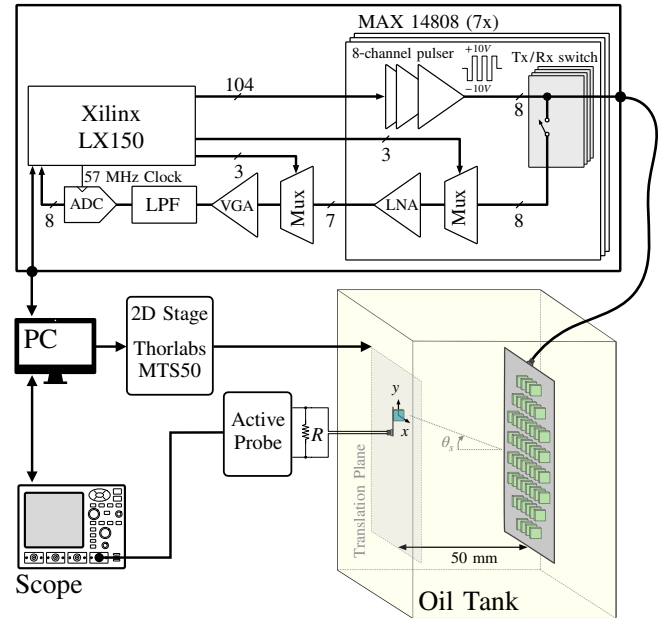 MAX 14808 (7x)
8-channel pulser
+10V
−10V
Tx/Rx switch
104
8
Xilinx
LX150
3
3
57 MHz Clock
8
ADC
LPF
VGA
Mux
7
LNA
Mux
8
PC
2D Stage
Thorlabs
MTS50
Active
Probe
R
y
x
θs
Translation Plane
50 mm
Scope
Oil Tank